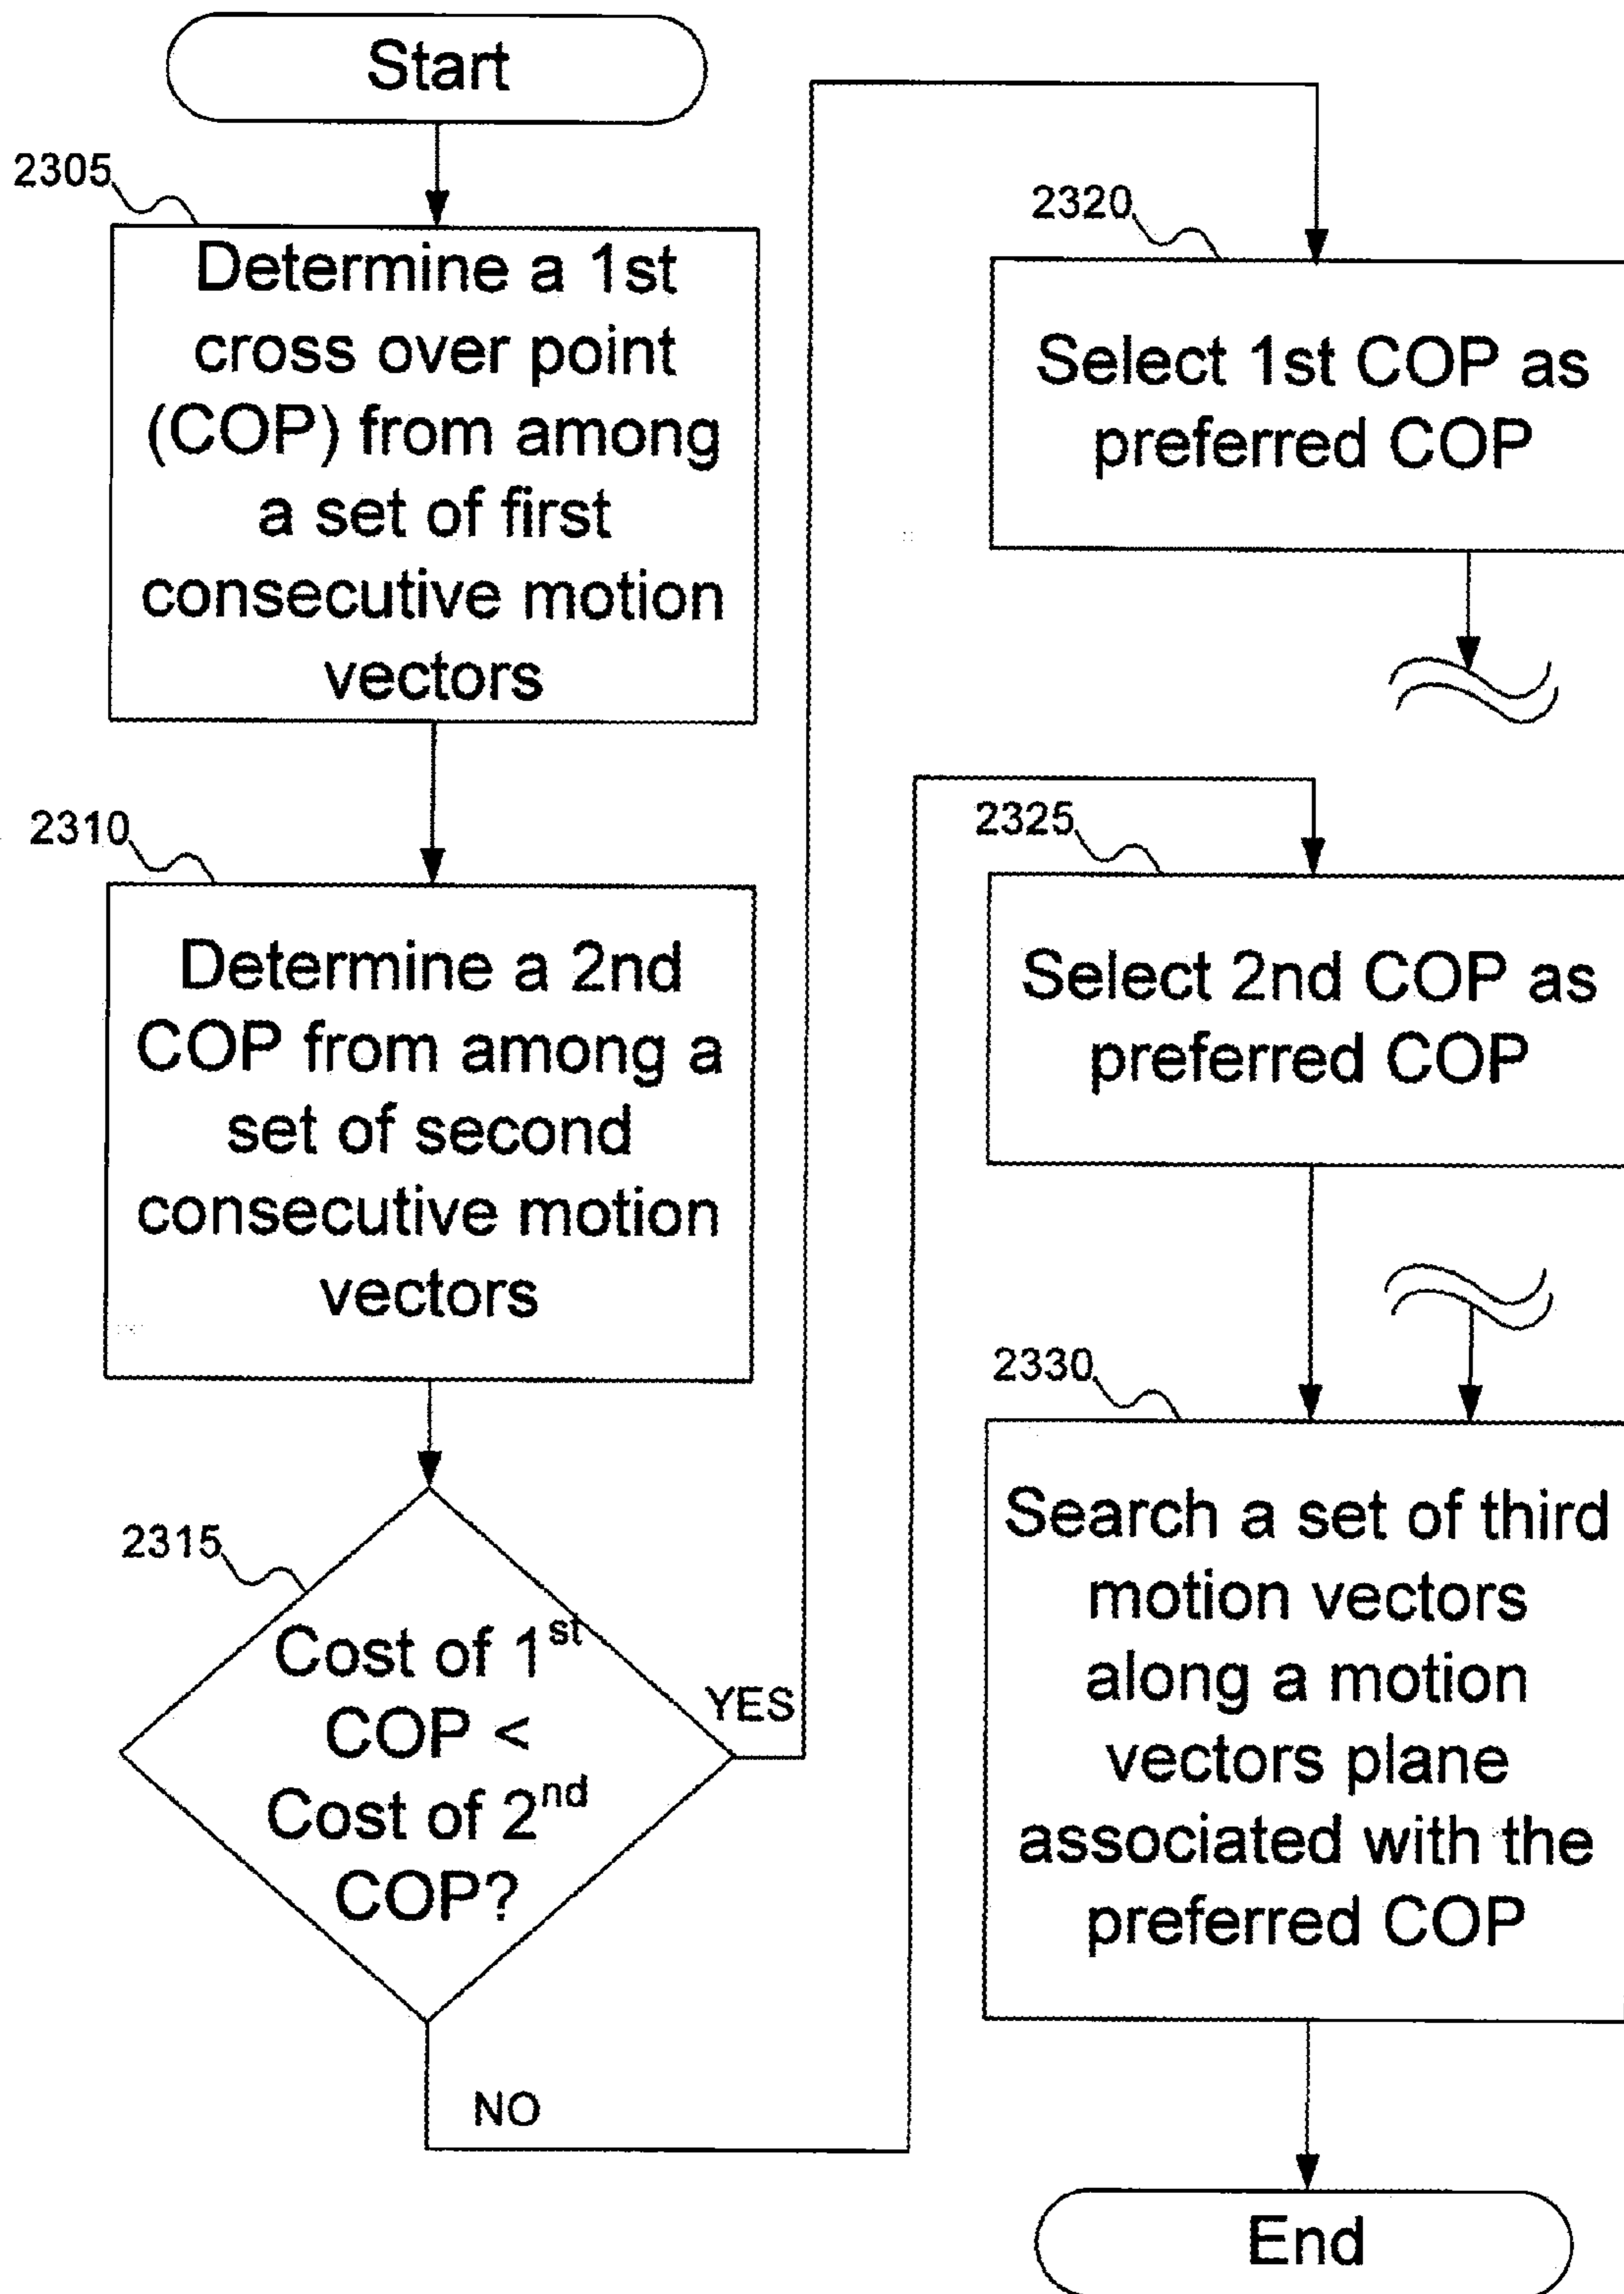 Start
2305
Determine a 1st
cross over point
(COP) from among
a set of first
consecutive motion
vectors
2310
Determine a 2nd
COP from among a
set of second
consecutive motion
vectors
2315
Cost of 1st
COP <
Cost of 2nd
COP?
YES
NO
2320
Select 1st COP as
preferred COP
2325
Select 2nd COP as
preferred COP
2330
Search a set of third
motion vectors
along a motion
vectors plane
associated with the
preferred COP
End